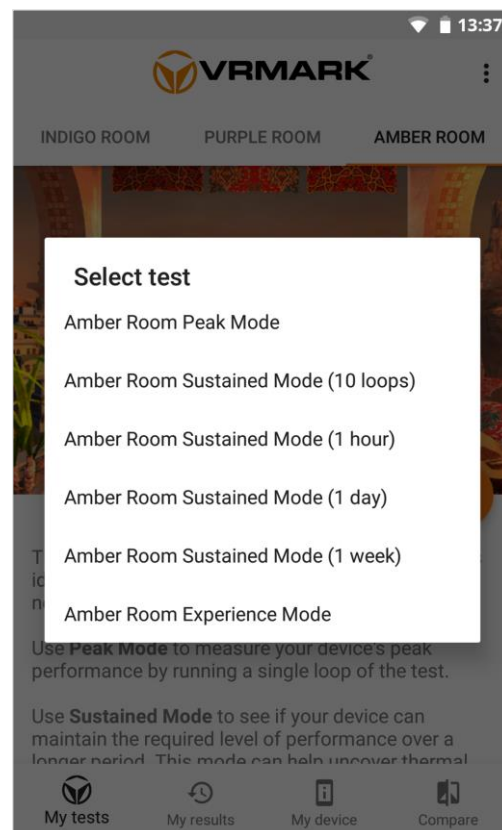 13:37
VRMARK®
INDIGO ROOM PURPLE ROOM AMBER ROOM
Select test
Amber Room Peak Mode
Amber Room Sustained Mode (10 loops)
Amber Room Sustained Mode (1 hour)
Amber Room Sustained Mode (1 day)
Amber Room Sustained Mode (1 week)
Amber Room Experience Mode
Use Peak Mode to measure your device's peak
performance by running a single loop of the test.
Use Sustained Mode to see if your device can
maintain the required level of performance over a
longer period. This mode can help uncover thermal
My tests My results My device Compare